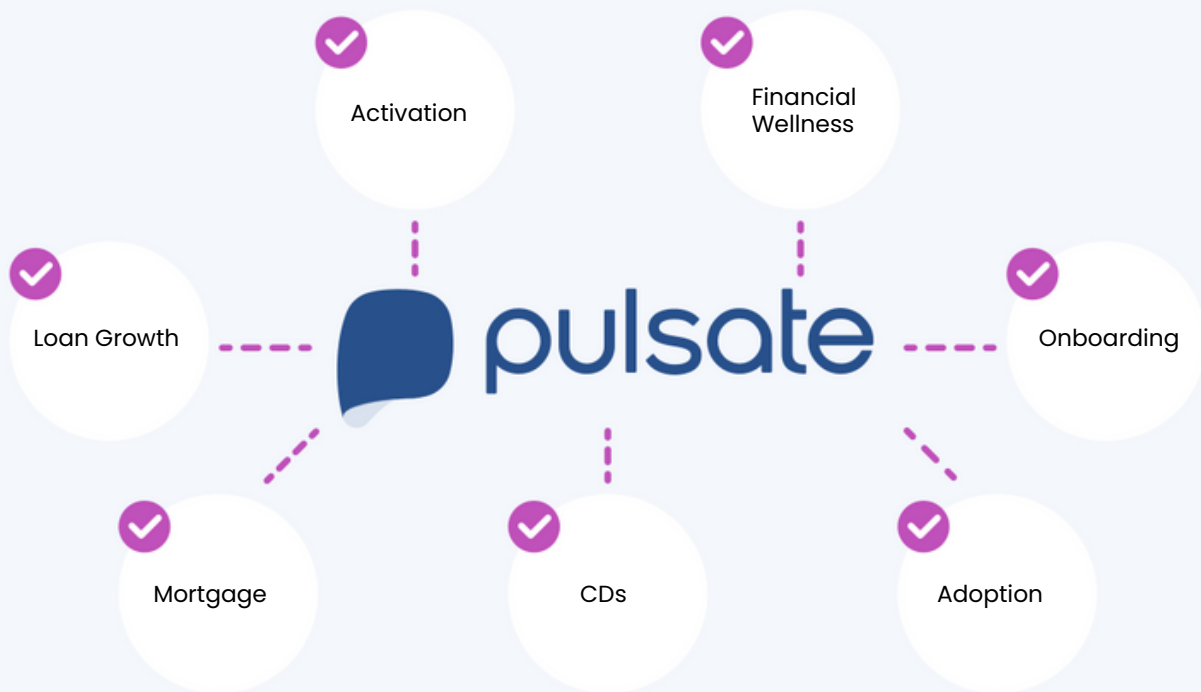 Activation
Financial
Wellness
Loan Growth
pulsate
Onboarding
Mortgage
CDs
Adoption